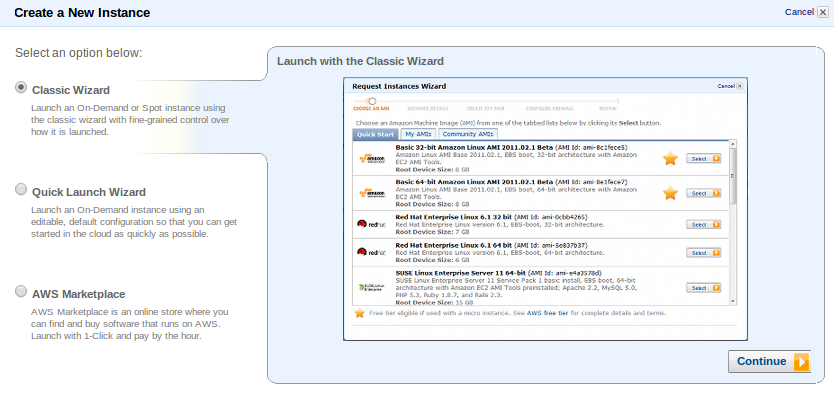 Create a New Instance
Cancel
Select an option below:
Classic Wizard
Launch an On-Demand or Spot instance using
the classic wizard with fine-grained control over
how it is launched.
Quick Launch Wizard
Launch an On-Demand instance using an
editable, default configuration so that you can get
started in the cloud as quickly as possible.
AWS Marketplace
AWS Marketplace is an online store where you
can find and buy software that runs on AWS.
Launch with 1-Click and pay by the hour.
Launch with the Classic Wizard
Request Instances Wizard
Cancel
CHOOSE AN AMI INSTANCE DETAILS CREATE KEY PAIR CONFIGURE FIREWALL REVIEW
Choose an Amazon Machine Image (AMI) from one of the tabbed lists below by clicking its Select button.
Quick Start My AMIs Community AMIs
Basic 32-bit Amazon Linux AMI 2011.02.1 Beta (AMI Id: ami-8c1fece5)
Amazon Linux AMI Base 2011.02.1, EBS boot, 32-bit architecture with Amazon
EC2 AMI Tools.
Root Device Size: 8 GB
amazon
Select
Basic 64-bit Amazon Linux AMI 2011.02.1 Beta (AMI Id: ami-8e1fece7)
Amazon Linux AMI Base 2011.02.1, EBS boot, 64-bit architecture with Amazon
EC2 AMI Tools.
Root Device Size: 8 GB
amazon
Select
Red Hat Enterprise Linux 6.1 32 bit (AMI Id: ami-0cbb4265)
Red Hat Enterprise Linux version 6.1, EBS-boot, 32-bit architecture.
Root Device Size: 7 GB
redhat
Select
Red Hat Enterprise Linux 6.1 64 bit (AMI Id: ami-5e837b37)
Red Hat Enterprise Linux version 6.1, EBS-boot, 64-bit architecture.
Root Device Size: 6 GB
redhat
Select
SUSE Linux Enterprise Server 11 64-bit (AMI Id: ami-e4a3578d)
SUSE Linux Enterprise Server 11 Service Pack 1 basic install, EBS boot, 64-bit
architecture with Amazon EC2 AMI Tools preinstalled; Apache 2.2, MySQL 5.0,
PHP 5.3, Ruby 1.8.7, and Rails 2.3.
Root Device Size: 15 GB
SUSE Linux
Enterprise
Select
Free tier eligible if used with a micro instance. See AWS free tier for complete details and terms.
Continue